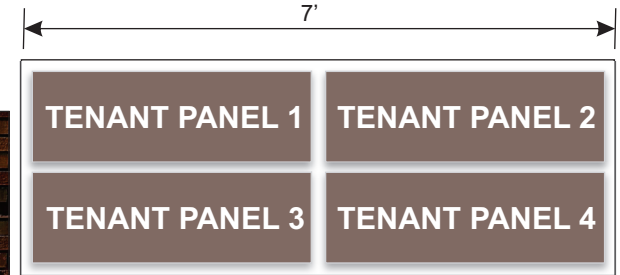 7’
TENANT PANEL 1
TENANT PANEL 2
TENANT PANEL 3
TENANT PANEL 4